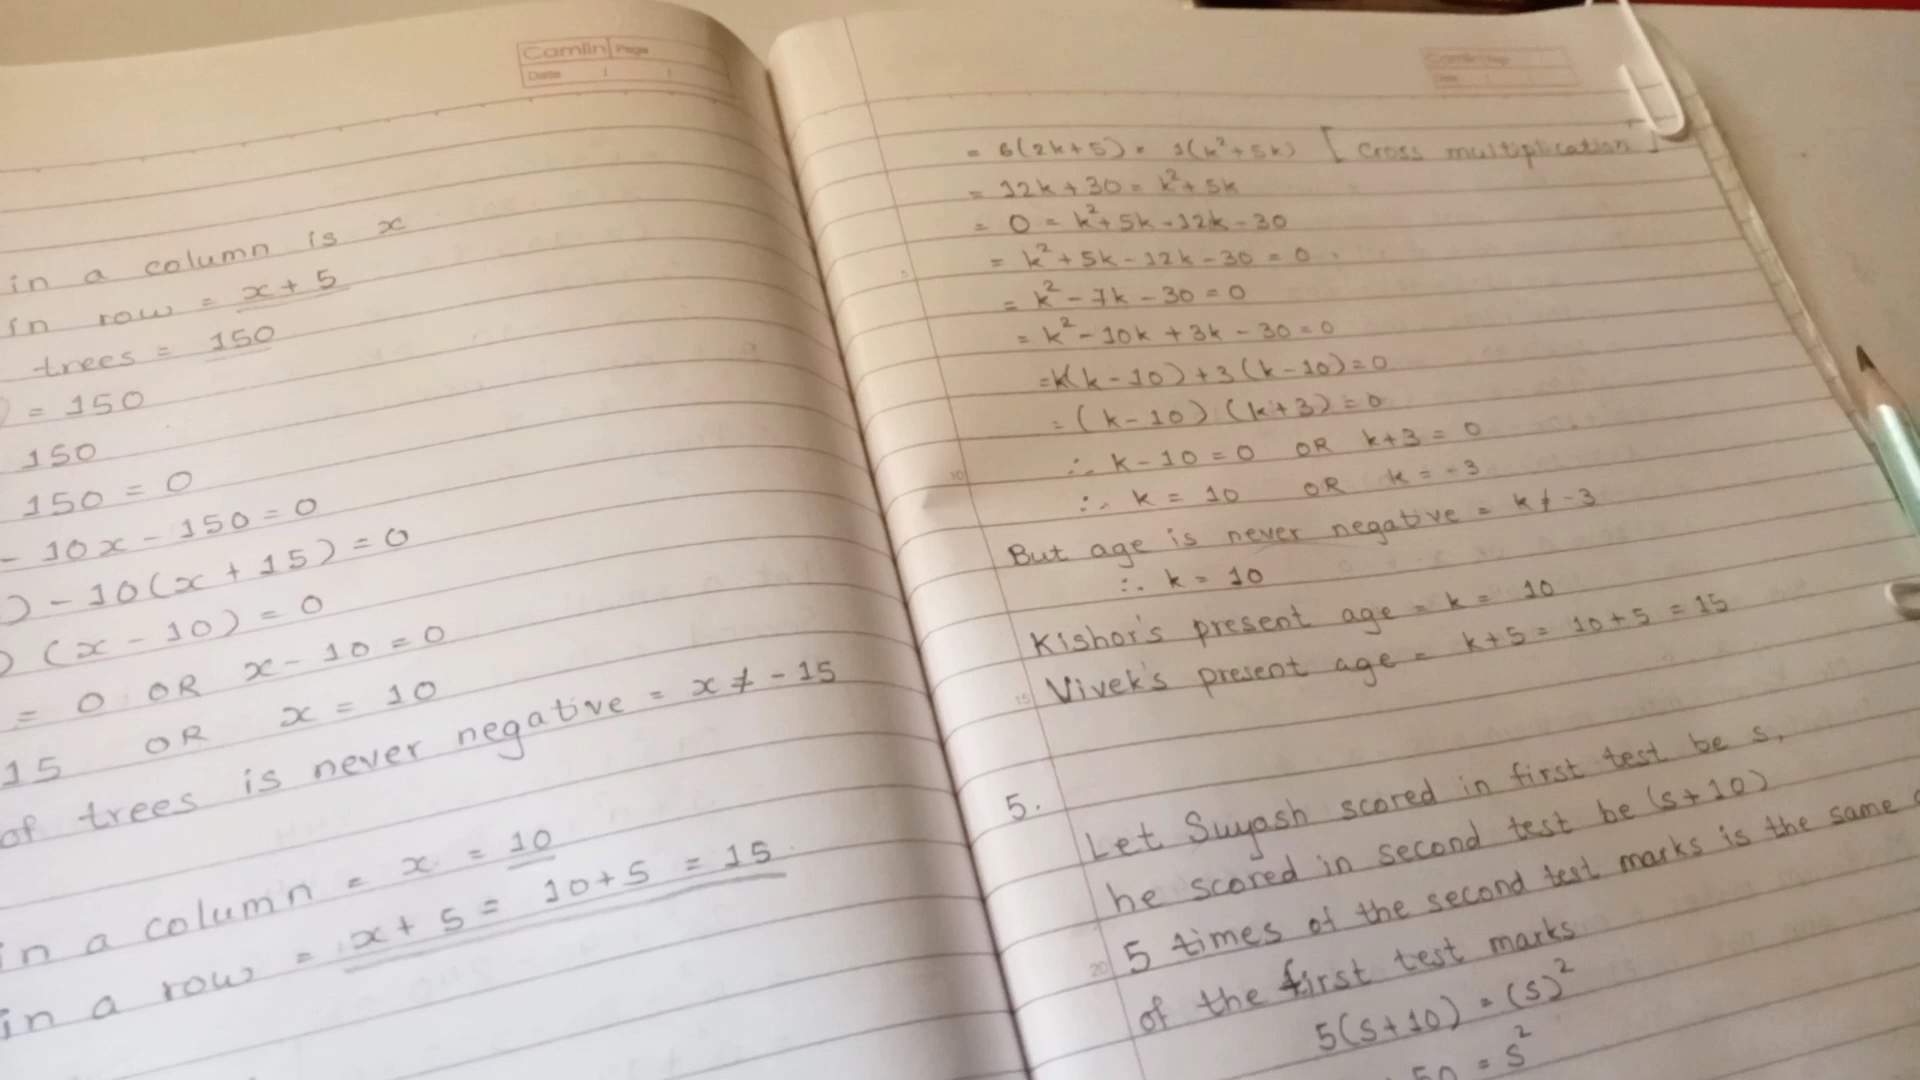 Camlin Page
Date / /
in a column is x
in row = x + 5
trees = 150
) = 150
150
150 = 0
- 10x - 150 = 0
) - 10(x + 15) = 0
) (x - 10) = 0
= 0 OR x - 10 = 0
15 OR x = 10
of trees is never negative = x ≠ - 15
in a column = x = 10
in a row = x + 5 = 10 + 5 = 15
Camlin Page
Date
= 6(2k+5) = 1(k²+5k) [ cross multiplication ]
= 12k + 30 = k² + 5k
= 0 = k² + 5k - 12k - 30
= k² + 5k - 12k - 30 = 0
= k² - 7k - 30 = 0
= k² - 10k + 3k - 30 = 0
= k(k - 10) + 3(k - 10) = 0
= (k - 10) (k + 3) = 0
∴ k - 10 = 0 OR k + 3 = 0
10
∴ k = 10 OR k = - 3
But age is never negative = k ≠ - 3
∴ k = 10
Kishor's present age = k = 10
15 Vivek's present age = k + 5 = 10 + 5 = 15
5.
Let Suyash scored in first test be s,
he scored in second test be (s + 10)
5 times of the second test marks is the same
20 of the first test marks
5(s + 10) = (s)²
50 = s²